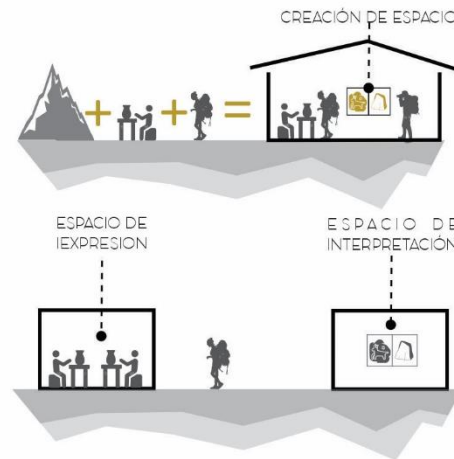 CREACIÓN DE ESPACIO
+ + =
ESPACIO DE
IEXPRESION
ESPACIO DE
INTERPRETACIÓN